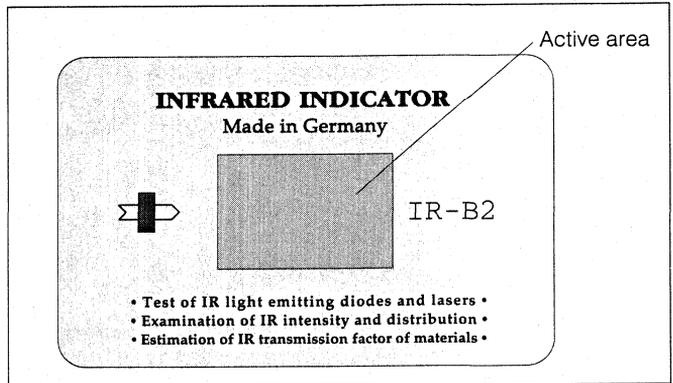 Active area
INFRARED INDICATOR
Made in Germany
IR-B2
• Test of IR light emitting diodes and lasers •
• Examination of IR intensity and distribution •
• Estimation of IR transmission factor of materials •